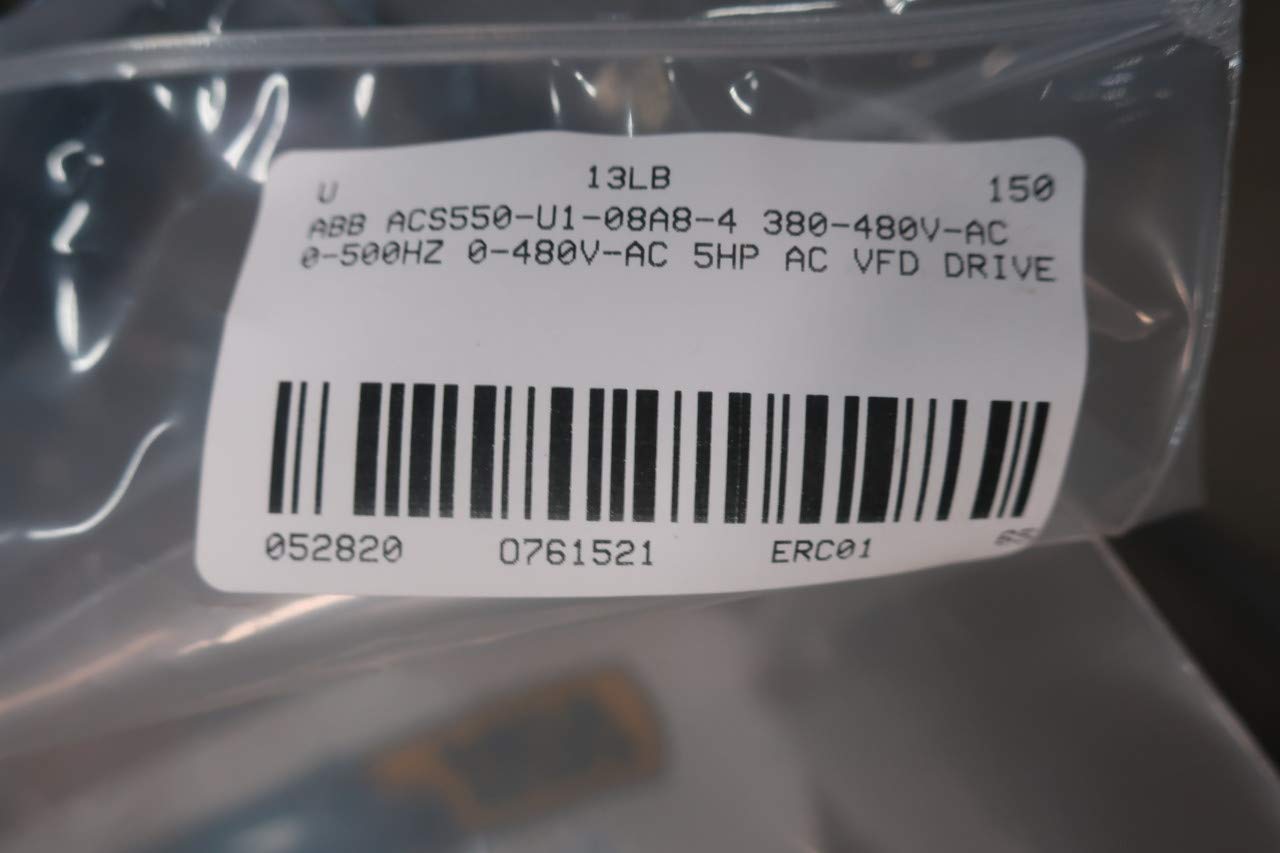 U 13LB 150
ABB ACS550-U1-08A8-4 380-480V-AC
0-500HZ 0-480V-AC 5HP AC VFD DRIVE
052820 O761521 ERC01